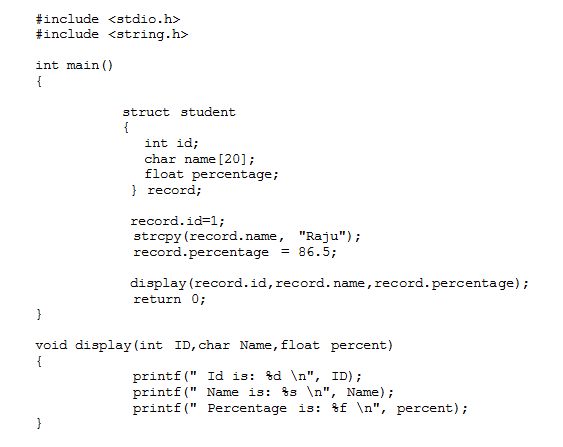 #include <stdio.h>
#include <string.h>
int main()
{
struct student
{
int id;
char name[20];
float percentage;
} record;
record.id=1;
strcpy(record.name, "Raju");
record.percentage = 86.5;
display(record.id,record.name,record.percentage);
return 0;
}
void display(int ID,char Name,float percent)
{
printf(" Id is: %d \n", ID);
printf(" Name is: %s \n", Name);
printf(" Percentage is: %f \n", percent);
}